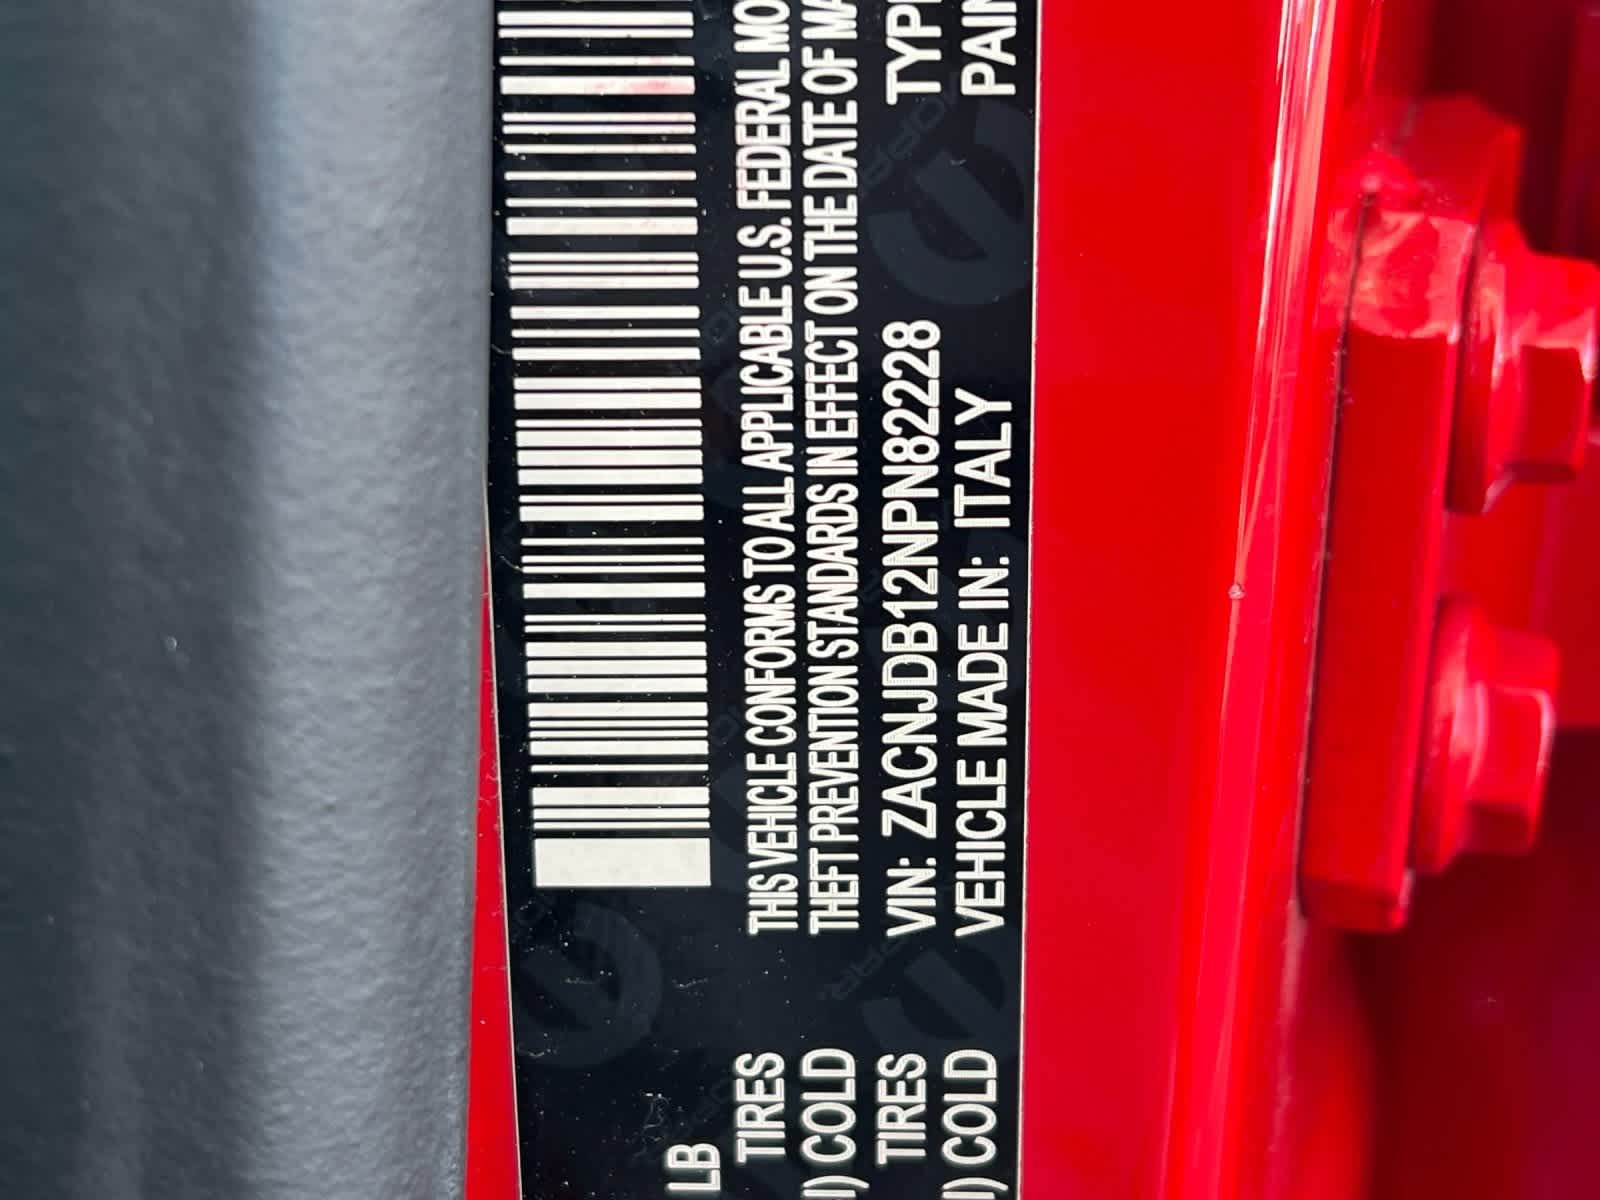 THIS VEHICLE CONFORMS TO ALL APPLICABLE U.S. FEDERAL MO
THEFT PREVENTION STANDARDS IN EFFECT ON THE DATE OF MA
VIN: ZACNJDB12NPN82228 TYPE
VEHICLE MADE IN: ITALY PAIN
LB
TIRES
) COLD
TIRES
) COLD